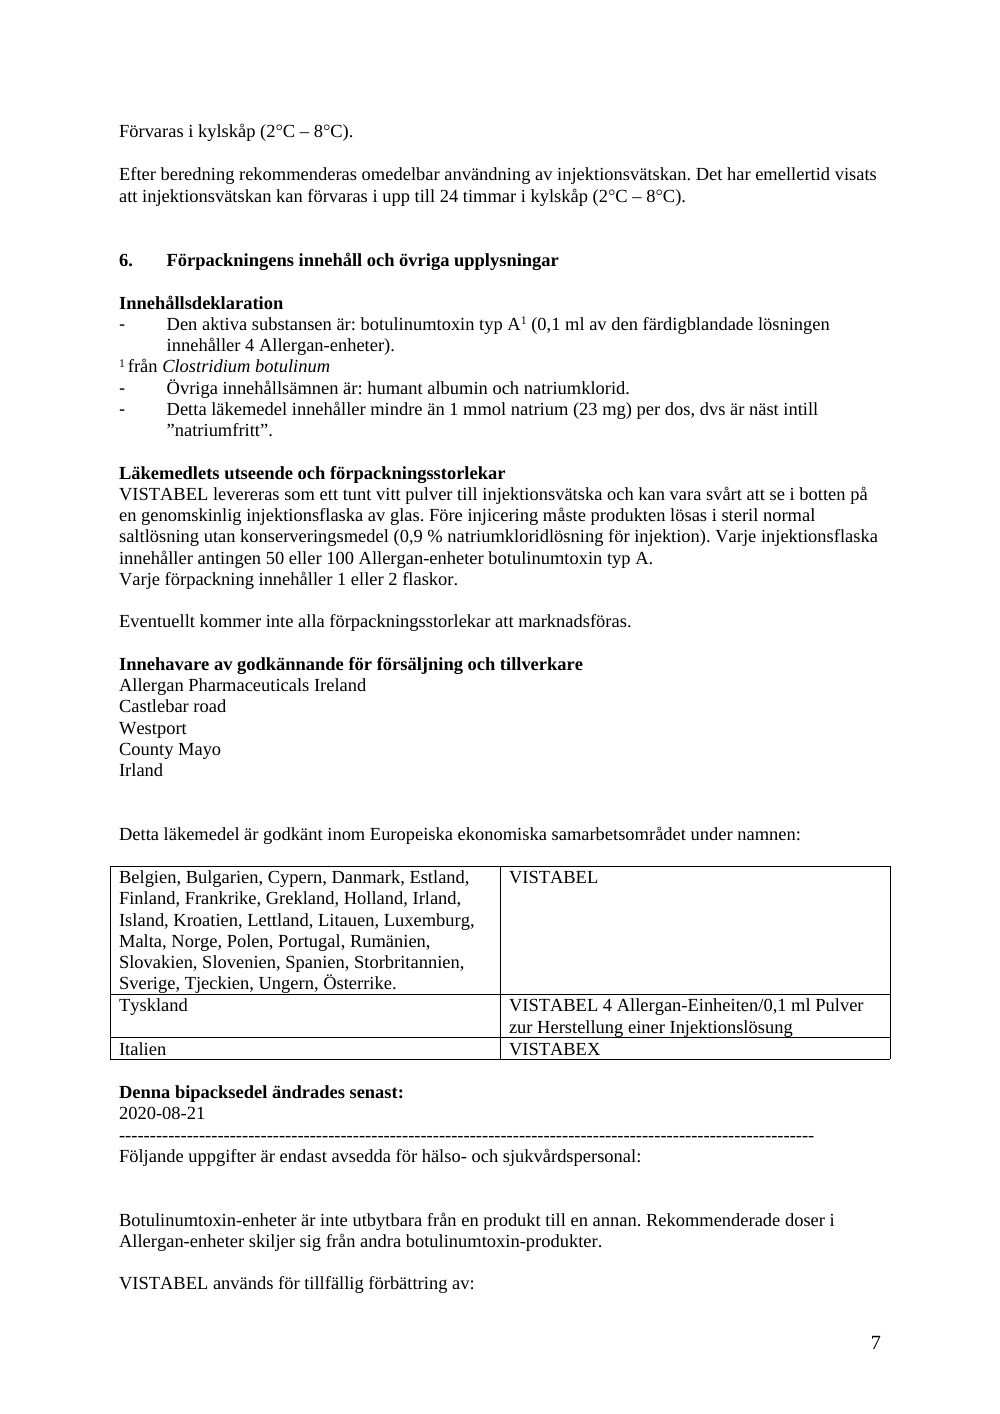 Förvaras i kylskåp (2°C – 8°C).
Efter beredning rekommenderas omedelbar användning av injektionsvätskan. Det har emellertid visats
att injektionsvätskan kan förvaras i upp till 24 timmar i kylskåp (2°C – 8°C).
6. Förpackningens innehåll och övriga upplysningar
Innehållsdeklaration
- Den aktiva substansen är: botulinumtoxin typ A¹ (0,1 ml av den färdigblandade lösningen
innehåller 4 Allergan-enheter).
¹ från Clostridium botulinum
- Övriga innehållsämnen är: humant albumin och natriumklorid.
- Detta läkemedel innehåller mindre än 1 mmol natrium (23 mg) per dos, dvs är näst intill
”natriumfritt”.
Läkemedlets utseende och förpackningsstorlekar
VISTABEL levereras som ett tunt vitt pulver till injektionsvätska och kan vara svårt att se i botten på
en genomskinlig injektionsflaska av glas. Före injicering måste produkten lösas i steril normal
saltlösning utan konserveringsmedel (0,9 % natriumkloridlösning för injektion). Varje injektionsflaska
innehåller antingen 50 eller 100 Allergan-enheter botulinumtoxin typ A.
Varje förpackning innehåller 1 eller 2 flaskor.
Eventuellt kommer inte alla förpackningsstorlekar att marknadsföras.
Innehavare av godkännande för försäljning och tillverkare
Allergan Pharmaceuticals Ireland
Castlebar road
Westport
County Mayo
Irland
Detta läkemedel är godkänt inom Europeiska ekonomiska samarbetsområdet under namnen:
Belgien, Bulgarien, Cypern, Danmark, Estland,
Finland, Frankrike, Grekland, Holland, Irland,
Island, Kroatien, Lettland, Litauen, Luxemburg,
Malta, Norge, Polen, Portugal, Rumänien,
Slovakien, Slovenien, Spanien, Storbritannien,
Sverige, Tjeckien, Ungern, Österrike.
VISTABEL
Tyskland
VISTABEL 4 Allergan-Einheiten/0,1 ml Pulver
zur Herstellung einer Injektionslösung
Italien
VISTABEX
Denna bipacksedel ändrades senast:
2020-08-21
-----------------------------------------------------------------------------------------------------------------
Följande uppgifter är endast avsedda för hälso- och sjukvårdspersonal:
Botulinumtoxin-enheter är inte utbytbara från en produkt till en annan. Rekommenderade doser i
Allergan-enheter skiljer sig från andra botulinumtoxin-produkter.
VISTABEL används för tillfällig förbättring av:
7